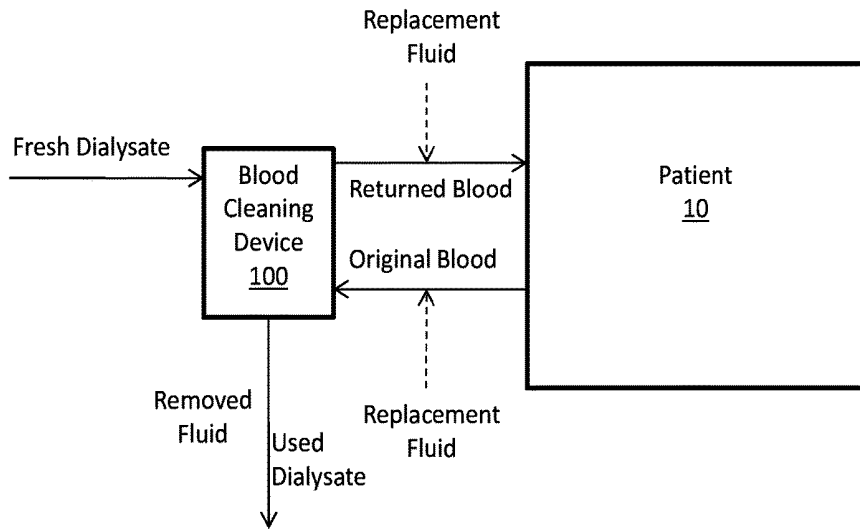 Replacement
Fluid
Fresh Dialysate
Blood
Cleaning
Device
100
Returned Blood
Original Blood
Patient
10
Removed
Fluid
Used
Dialysate
Replacement
Fluid